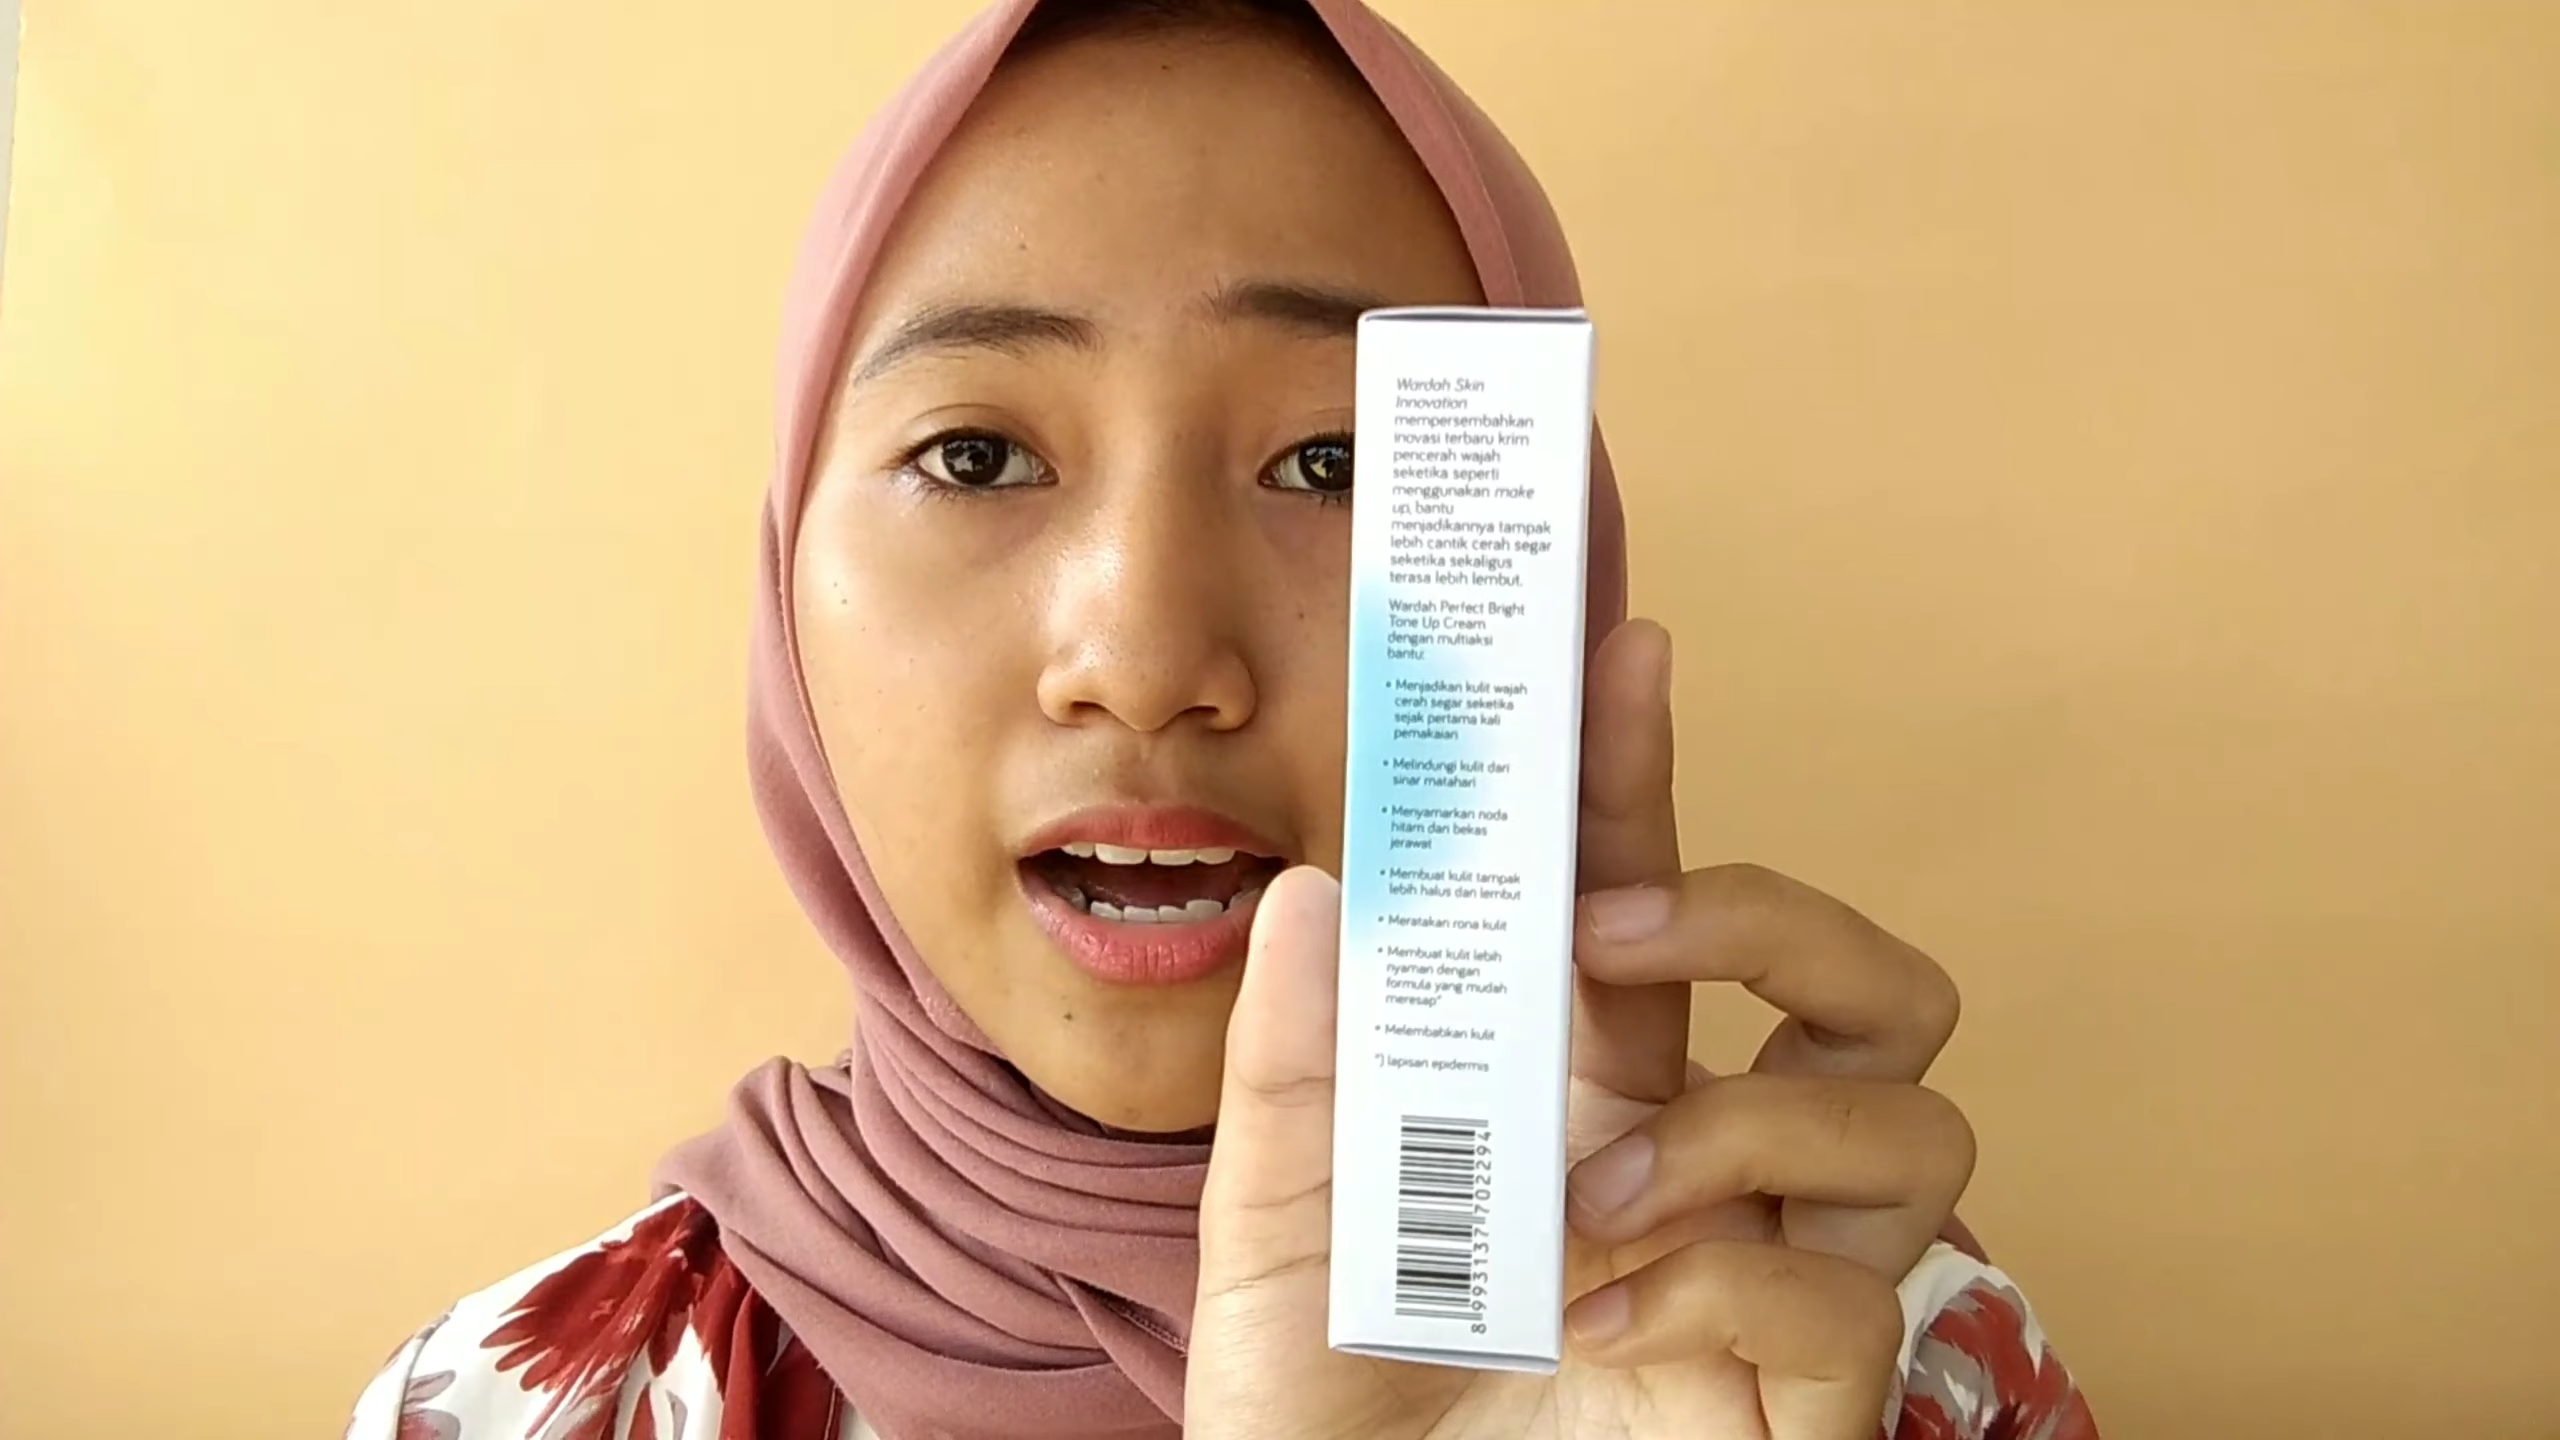 Wardah Skin
Innovation
mempersembahkan
inovasi terbaru krim
pencerah wajah
seketika seperti
menggunakan make
up, bantu
menjadikannya tampak
lebih cantik cerah segar
seketika sekaligus
terasa lebih lembut.
Wardah Perfect Bright
Tone Up Cream
dengan multiaksi
bantu:
• Menjadikan kulit wajah
cerah segar seketika
sejak pertama kali
pemakaian
• Melindungi kulit dari
sinar matahari
• Menyamarkan noda
hitam dan bekas
jerawat
• Membuat kulit tampak
lebih halus dan lembut
• Meratakan rona kulit
• Membuat kulit lebih
nyaman dengan
formula yang mudah
meresap*
• Melembabkan kulit
*) lapisan epidermis
8993137702294